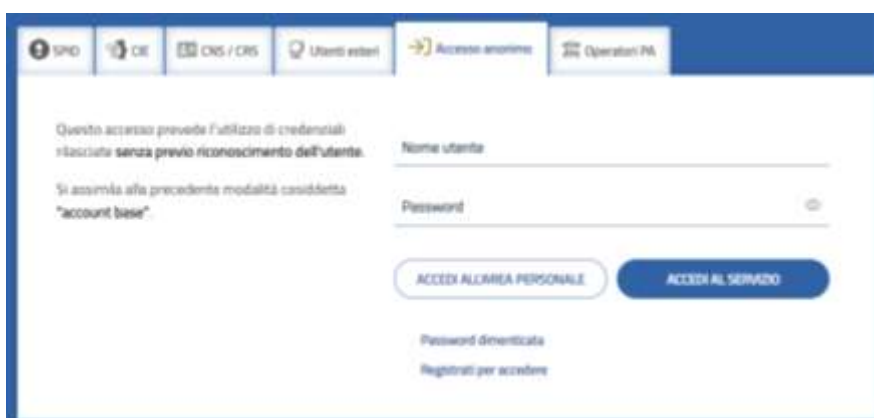 SPID
CIE
CNS / CRS
Utenti esteri
Accesso anonimo
Operatori PA
Questo accesso prevede l'utilizzo di credenziali
rilasciate senza previo riconoscimento dell'utente.
Si assimila alla precedente modalità cosiddetta
"account base".
Nome utente
Password
ACCEDI ALL'AREA PERSONALE
ACCEDI AL SERVIZIO
Password dimenticata
Registrati per accedere